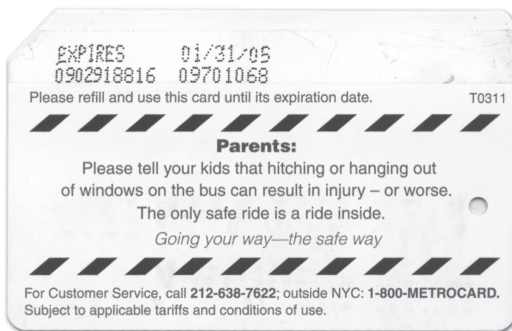 EXPIRES 01/31/05
0902918816 09701068
Please refill and use this card until its expiration date. T0311
Parents:
Please tell your kids that hitching or hanging out
of windows on the bus can result in injury – or worse.
The only safe ride is a ride inside.
Going your way—the safe way
For Customer Service, call 212-638-7622; outside NYC: 1-800-METROCARD.
Subject to applicable tariffs and conditions of use.